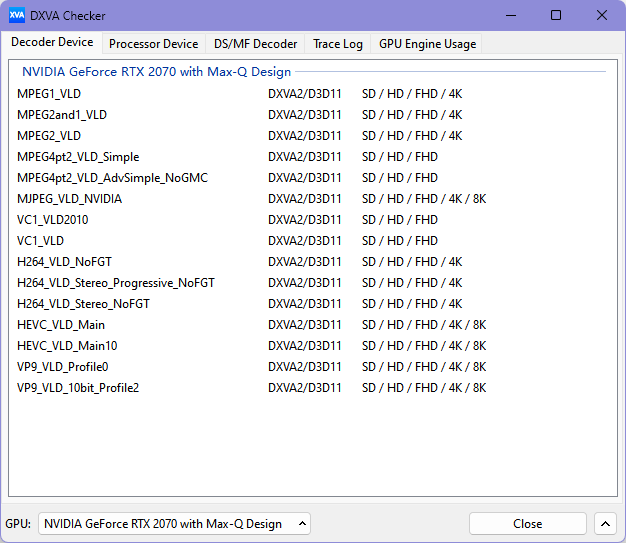 XVA DXVA Checker
Decoder Device Processor Device DS/MF Decoder Trace Log GPU Engine Usage
NVIDIA GeForce RTX 2070 with Max-Q Design
MPEG1_VLD DXVA2/D3D11 SD / HD / FHD / 4K
MPEG2and1_VLD DXVA2/D3D11 SD / HD / FHD / 4K
MPEG2_VLD DXVA2/D3D11 SD / HD / FHD / 4K
MPEG4pt2_VLD_Simple DXVA2/D3D11 SD / HD / FHD
MPEG4pt2_VLD_AdvSimple_NoGMC DXVA2/D3D11 SD / HD / FHD
MJPEG_VLD_NVIDIA DXVA2/D3D11 SD / HD / FHD / 4K / 8K
VC1_VLD2010 DXVA2/D3D11 SD / HD / FHD
VC1_VLD DXVA2/D3D11 SD / HD / FHD
H264_VLD_NoFGT DXVA2/D3D11 SD / HD / FHD / 4K
H264_VLD_Stereo_Progressive_NoFGT DXVA2/D3D11 SD / HD / FHD / 4K
H264_VLD_Stereo_NoFGT DXVA2/D3D11 SD / HD / FHD / 4K
HEVC_VLD_Main DXVA2/D3D11 SD / HD / FHD / 4K / 8K
HEVC_VLD_Main10 DXVA2/D3D11 SD / HD / FHD / 4K / 8K
VP9_VLD_Profile0 DXVA2/D3D11 SD / HD / FHD / 4K / 8K
VP9_VLD_10bit_Profile2 DXVA2/D3D11 SD / HD / FHD / 4K / 8K
GPU: NVIDIA GeForce RTX 2070 with Max-Q Design Close